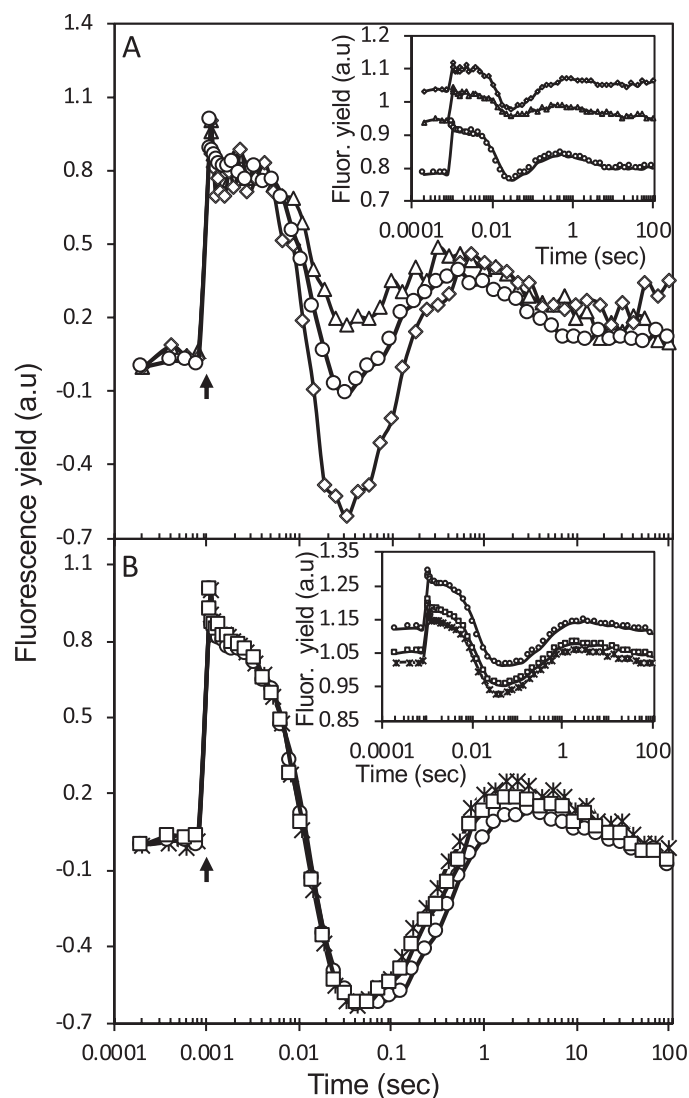 A
1.4
1.1
0.8
0.5
0.2
-0.1
-0.4
-0.7
Fluor. yield (a.u)
1.2
1.1
1
0.9
0.8
0.7
0.0001 0.01 1 100
Time (sec)
Fluorescence yield (a.u)
B
1.1
0.8
0.5
0.2
-0.1
-0.4
-0.7
Fluor. yield (a.u)
1.35
1.25
1.15
1.05
0.95
0.85
0.0001 0.01 1 100
Time (sec)
0.0001 0.001 0.01 0.1 1 10 100
Time (sec)